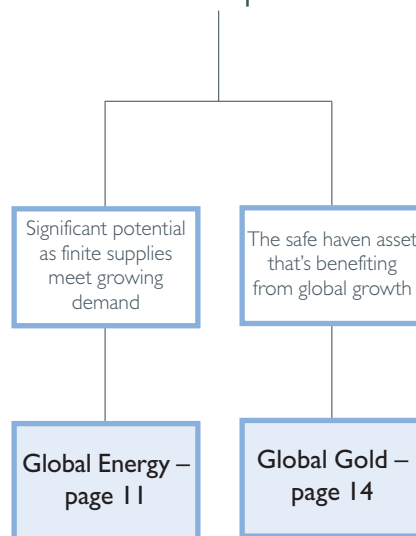 Significant potential
as finite supplies
meet growing
demand
The safe haven asset
that's benefiting
from global growth
Global Energy –
page 11
Global Gold –
page 14